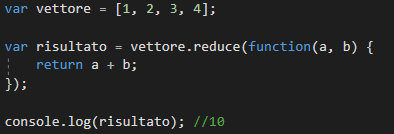 var vettore = [1, 2, 3, 4];
var risultato = vettore.reduce(function(a, b) {
    return a + b;
});
console.log(risultato); //10